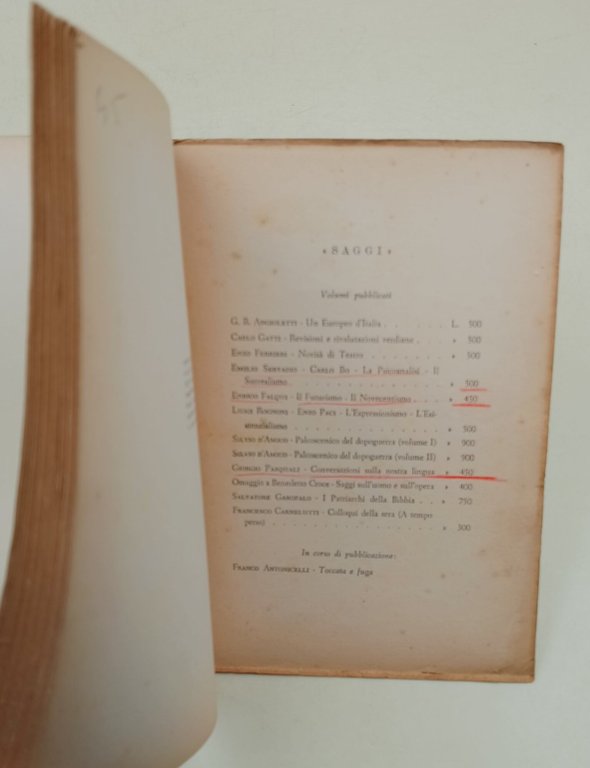 45
« SAGGI »
Volumi pubblicati
G. B. ANGIOLETTI - Un Europeo d'Italia . . . . . . L. 500
CARLO GATTI - Revisioni e rivalutazioni verdiane . » 500
ENZO FERRIERI - Novità di Teatro . . . . . . . » 500
EMILIO SERVADIO - CARLO BO - La Psicoanalisi - Il
Surrealismo . . . . . . . . . . . . » 500
ENRICO FALQUI - Il Futurismo - Il Novecentismo . . . » 450
LUIGI ROGNONI - ENZO PACI - L'Espressionismo - L'Esi-
stenzialismo . . . . . . . . . . . . » 500
SILVIO D'AMICO - Palcoscenico del dopoguerra (volume I) » 900
SILVIO D'AMICO - Palcoscenico del dopoguerra (volume II) » 900
GIORGIO PASQUALI - Conversazioni sulla nostra lingua » 450
Omaggio a Benedetto CROCE - Saggi sull'uomo e sull'opera » 400
SALVATORE GAROFALO - I Patriarchi della Bibbia . . » 750
FRANCESCO CARNELUTTI - Colloqui della sera (A tempo
perso) . . . . . . . . . . . . . . » 500
In corso di pubblicazione:
FRANCO ANTONICELLI - Toccata e fuga